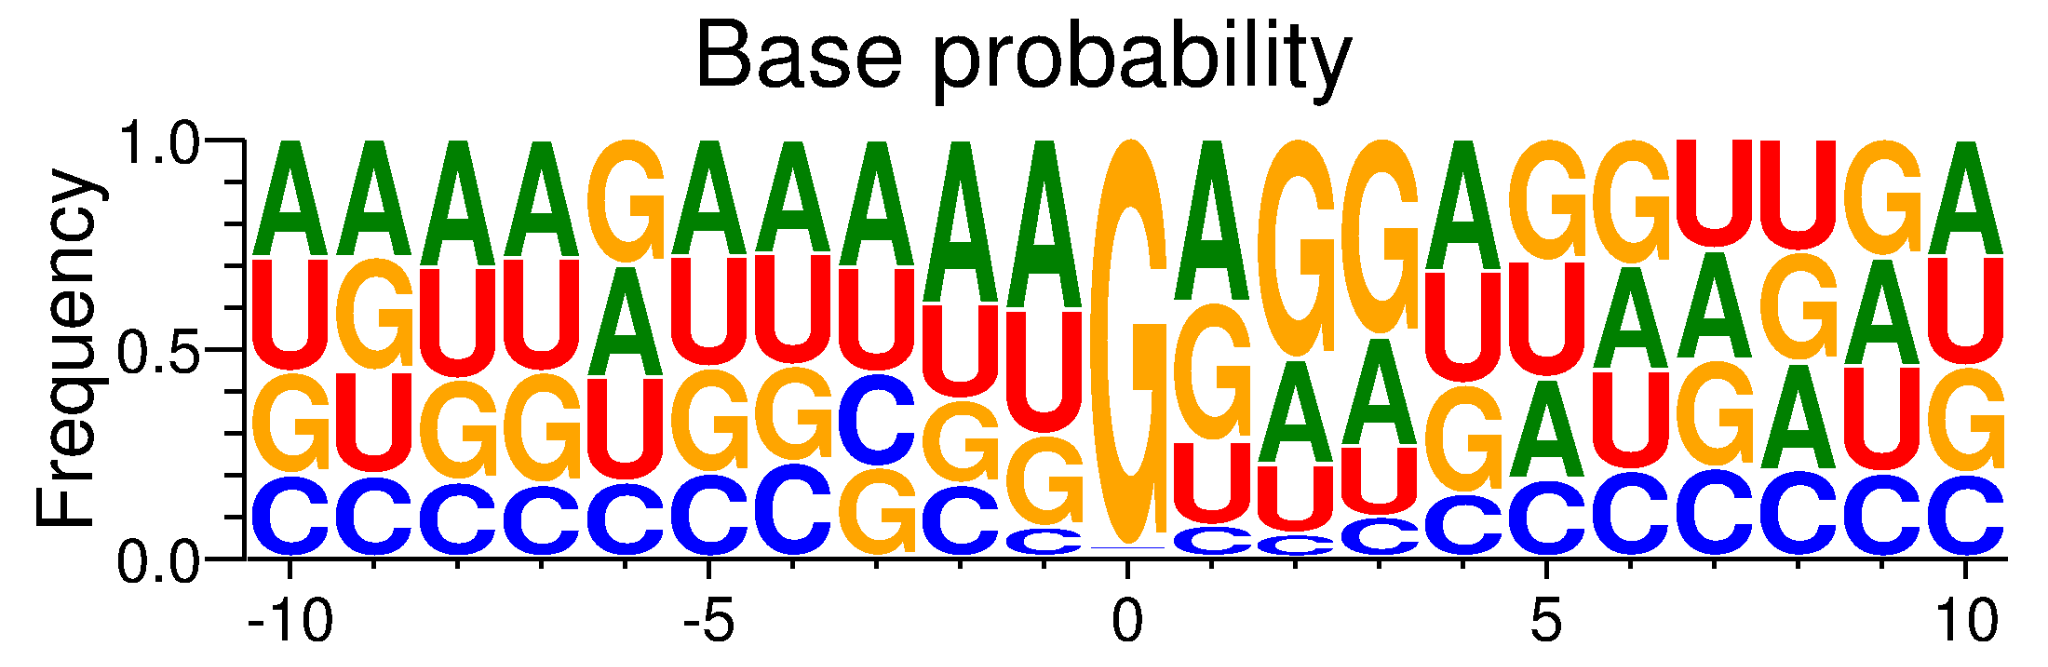 Base probability
Frequency
1.0
0.5
0.0
A A A A G A A A A A G A G G A G G U U G A
U G U U A U U U U U G A A U U A A G A U
G U G G U G G C G G U U U G A U G A U G
C C C C C C C G C C C C C C C C C C C C
-10 -5 0 5 10